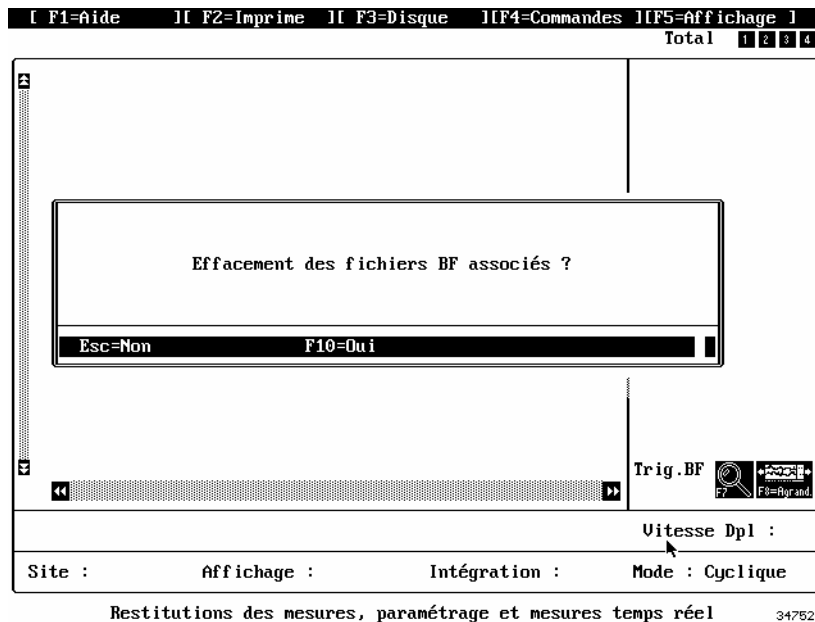 [ F1=Aide ][ F2=Imprime ][ F3=Disque ][F4=Commandes ][F5=Affichage ]
Total 1 2 3 4
Effacement des fichiers BF associés ?
Esc=Non F10=Oui
Trig.BF F7 F8=Agrand.
Vitesse Dpl :
Site : Affichage : Intégration : Mode : Cyclique
Restitutions des mesures, paramétrage et mesures temps réel 34752